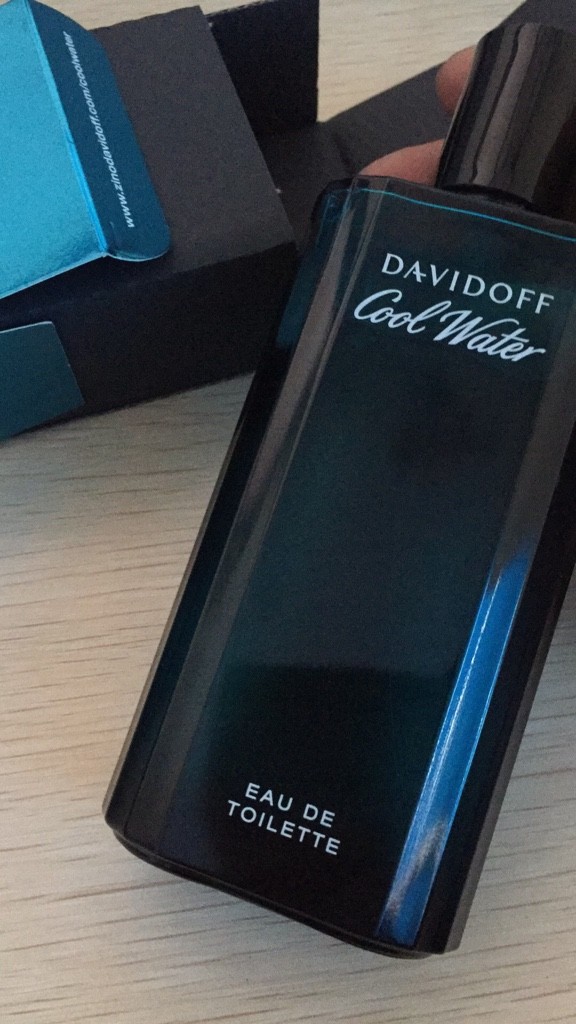 www.zinodavidoff.com/coolwater
DAVIDOFF
Cool Water
EAU DE
TOILETTE